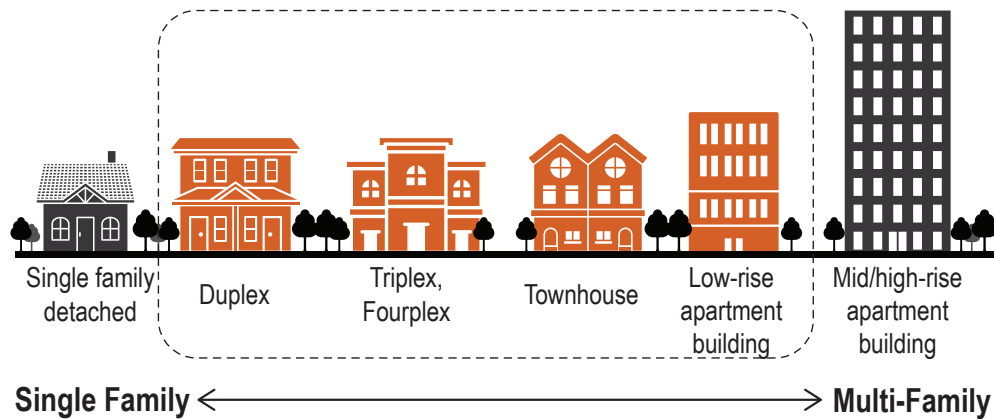 Single family
detached
Duplex
Triplex,
Fourplex
Townhouse
Low-rise
apartment
building
Mid/high-rise
apartment
building
Single Family
Multi-Family